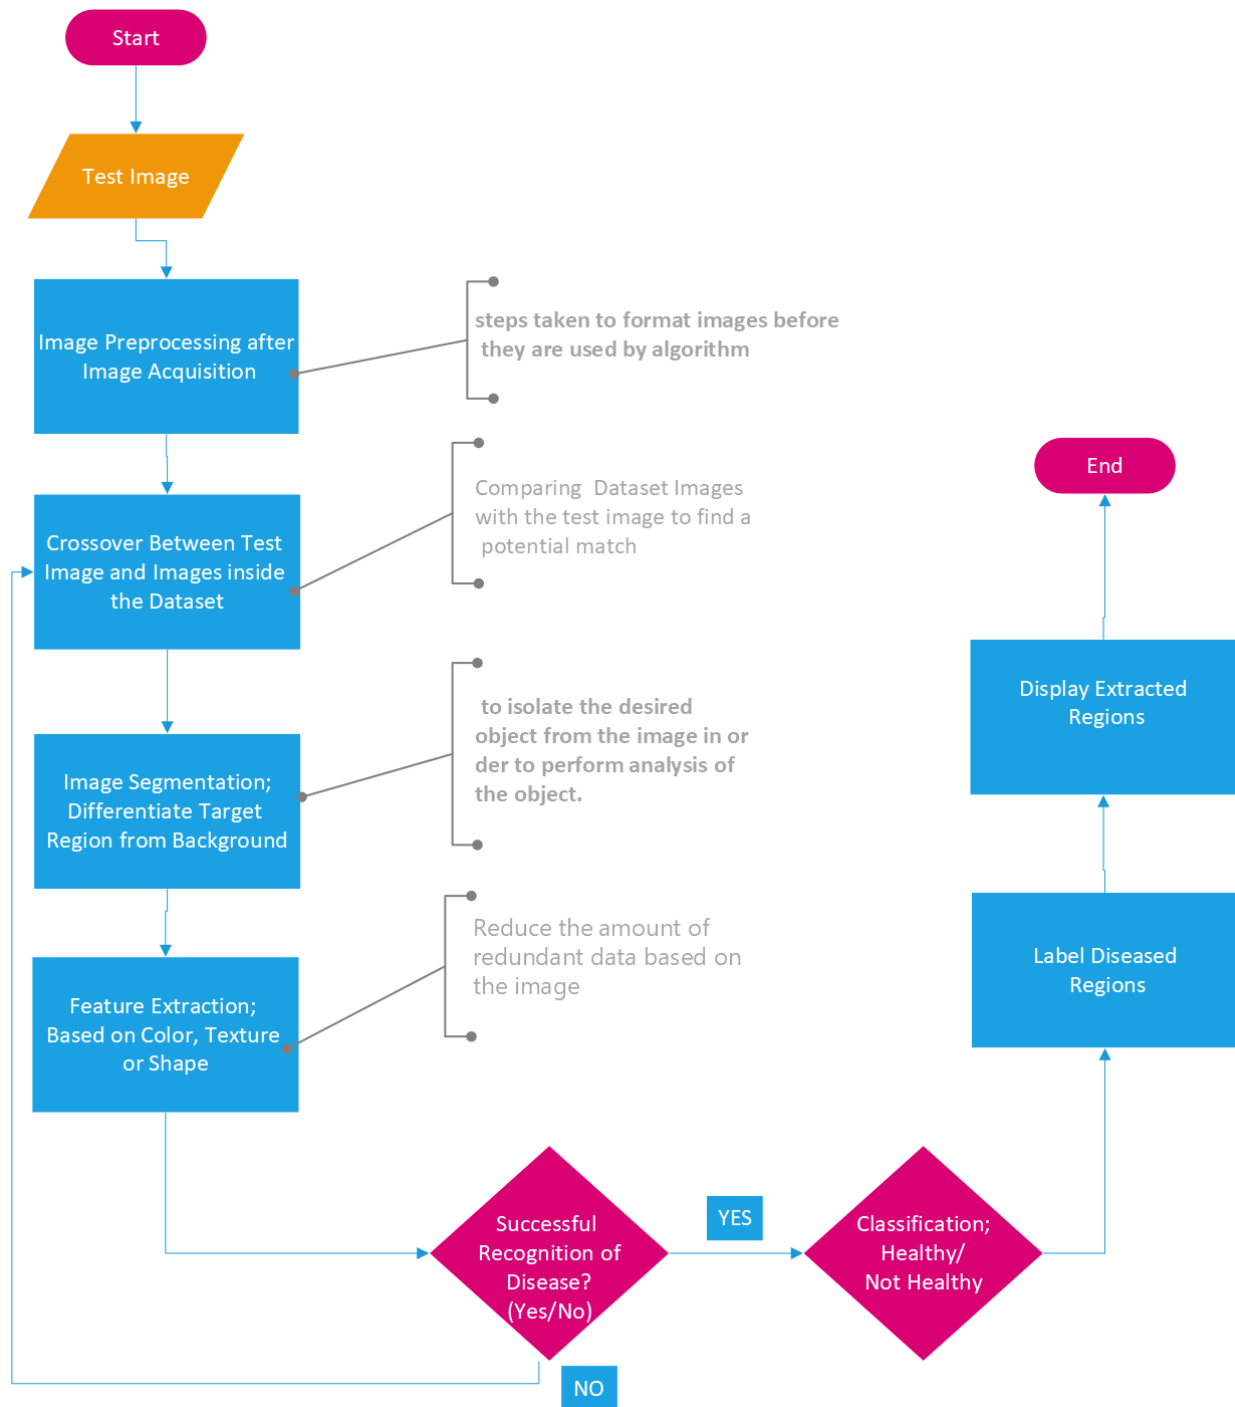 Start
Test Image
Image Preprocessing after
Image Acquisition
steps taken to format images before
they are used by algorithm
Crossover Between Test
Image and Images inside
the Dataset
Comparing Dataset Images
with the test image to find a
potential match
Image Segmentation;
Differentiate Target
Region from Background
to isolate the desired
object from the image in or
der to perform analysis of
the object.
Feature Extraction;
Based on Color, Texture
or Shape
Reduce the amount of
redundant data based on
the image
Successful
Recognition of
Disease?
(Yes/No)
YES
NO
Classification;
Healthy/
Not Healthy
Label Diseased
Regions
Display Extracted
Regions
End